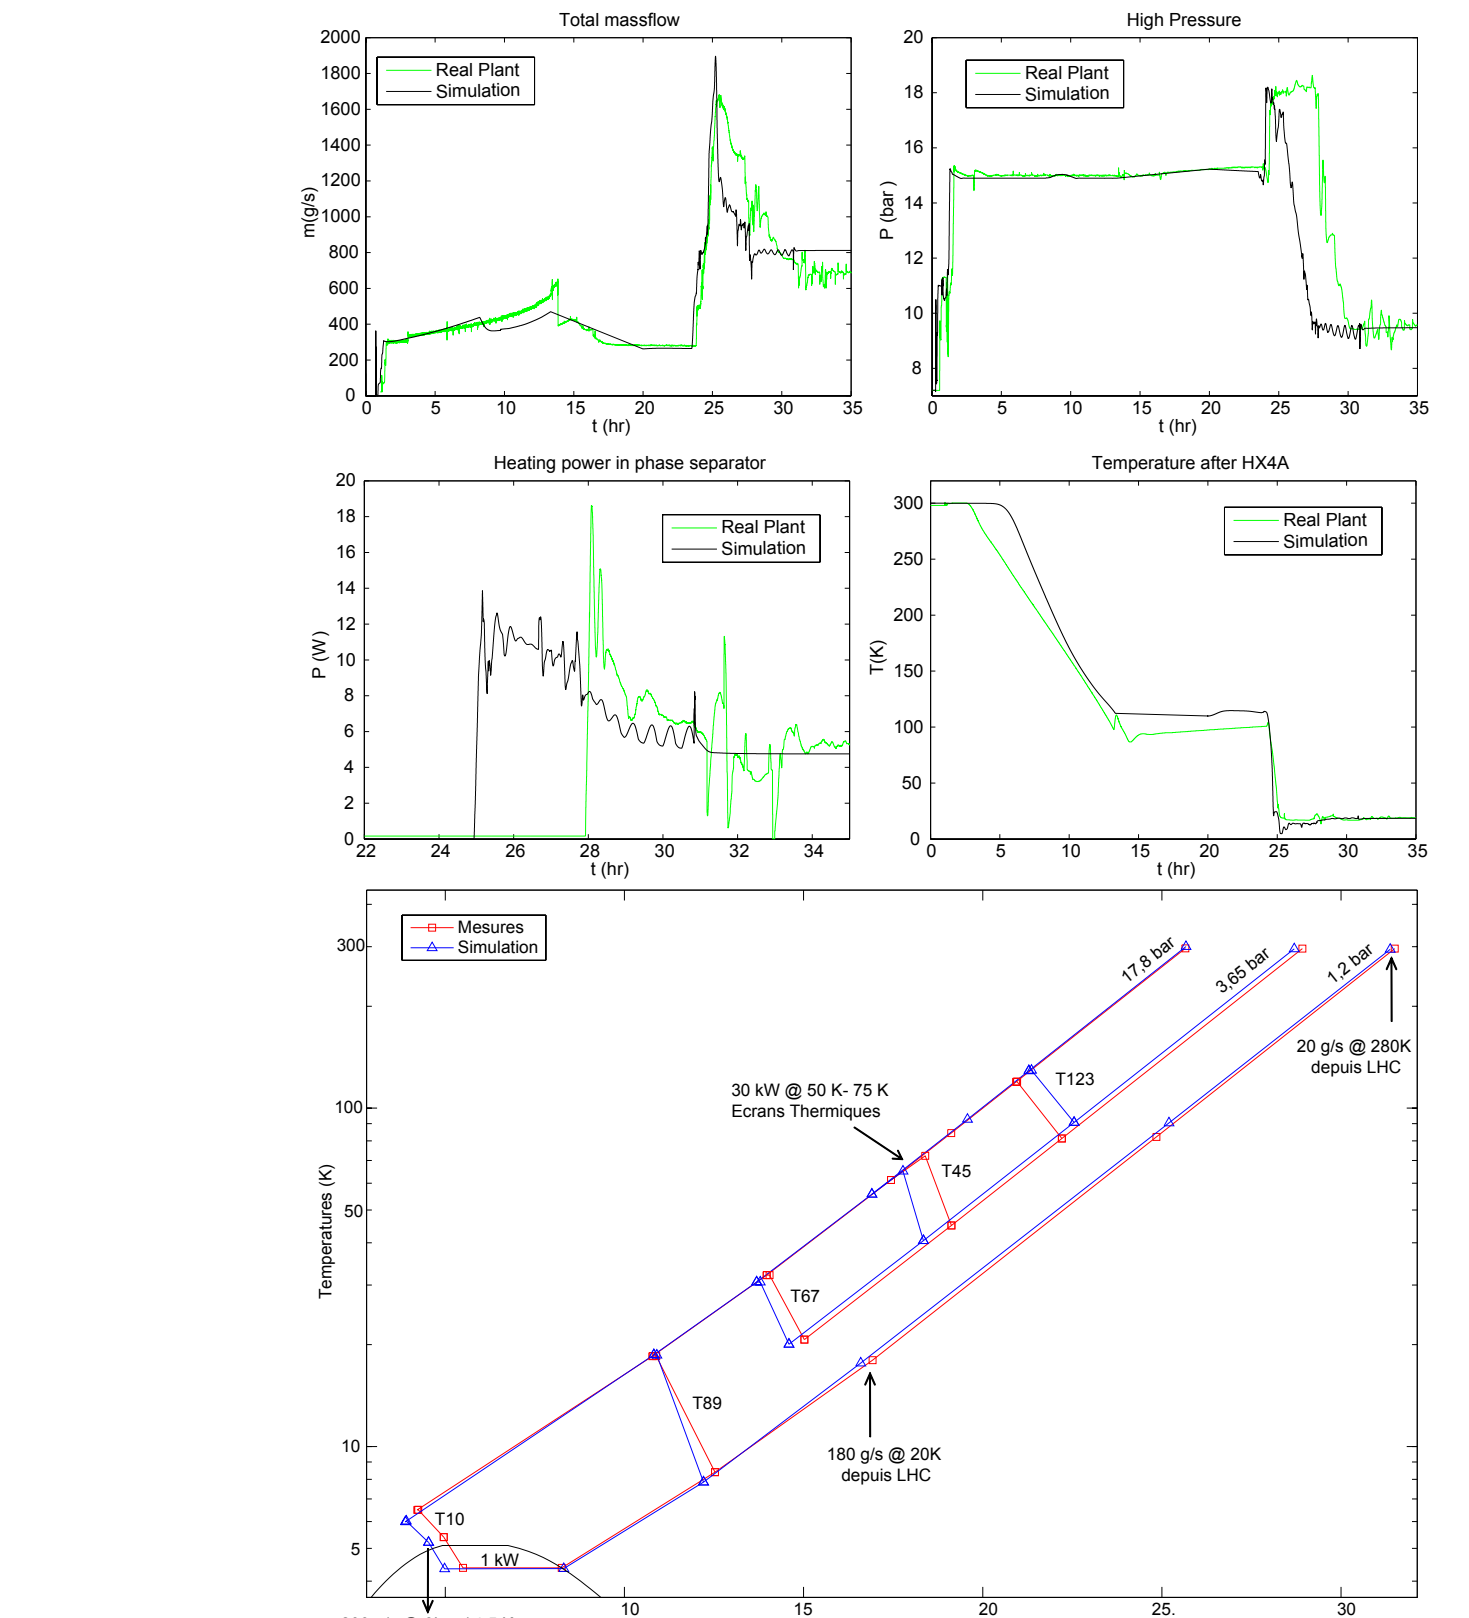 Total massflow
2000
1800
1600
1400
1200
1000
800
600
400
200
0
m(g/s)
Real Plant
Simulation
0 5 10 15 20 25 30 35
t (hr)
High Pressure
20
18
16
14
12
10
8
P (bar )
Real Plant
Simulation
0 5 10 15 20 25 30 35
t (hr)
Heating power in phase separator
20
18
16
14
12
10
8
6
4
2
0
P (W )
Real Plant
Simulation
22 24 26 28 30 32 34
t (hr)
Temperature after HX4A
300
250
200
150
100
50
0
T(K)
Real Plant
Simulation
0 5 10 15 20 25 30 35
t (hr)
Mesures
Simulation
300
100
50
10
5
Temperatures (K)
17,8 bar
3,65 bar
1,2 bar
20 g/s @ 280K
depuis LHC
30 kW @ 50 K- 75 K
Ecrans Thermiques
T123
T45
T67
T89
180 g/s @ 20K
depuis LHC
T10
1 kW
10 15 20 25. 30